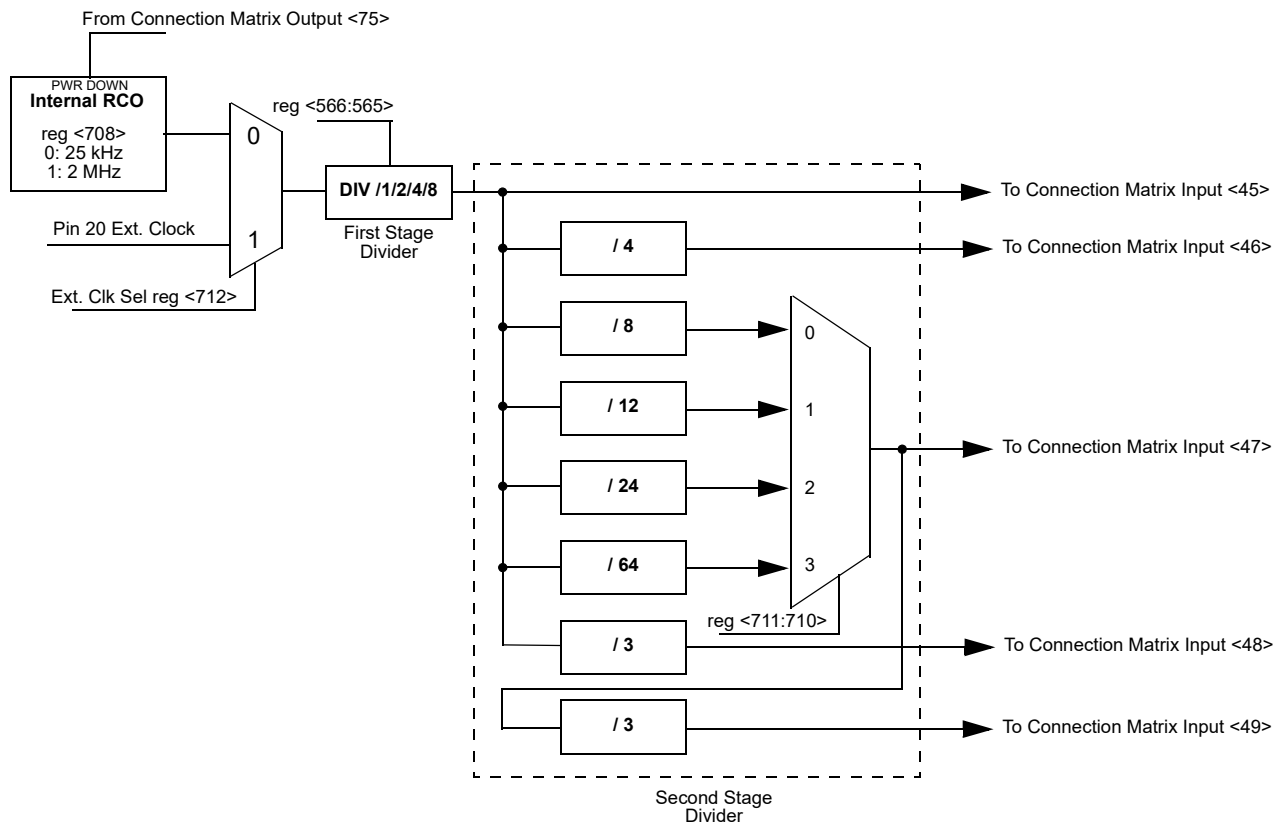 From Connection Matrix Output <75>
PWR DOWN
Internal RCO
reg <708>
0: 25 kHz
1: 2 MHz
Pin 20 Ext. Clock
Ext. Clk Sel reg <712>
0
1
reg <566:565>
DIV /1/2/4/8
First Stage
Divider
/ 4
/ 8
/ 12
/ 24
/ 64
/ 3
/ 3
0
1
2
3
reg <711:710>
To Connection Matrix Input <45>
To Connection Matrix Input <46>
To Connection Matrix Input <47>
To Connection Matrix Input <48>
To Connection Matrix Input <49>
Second Stage
Divider